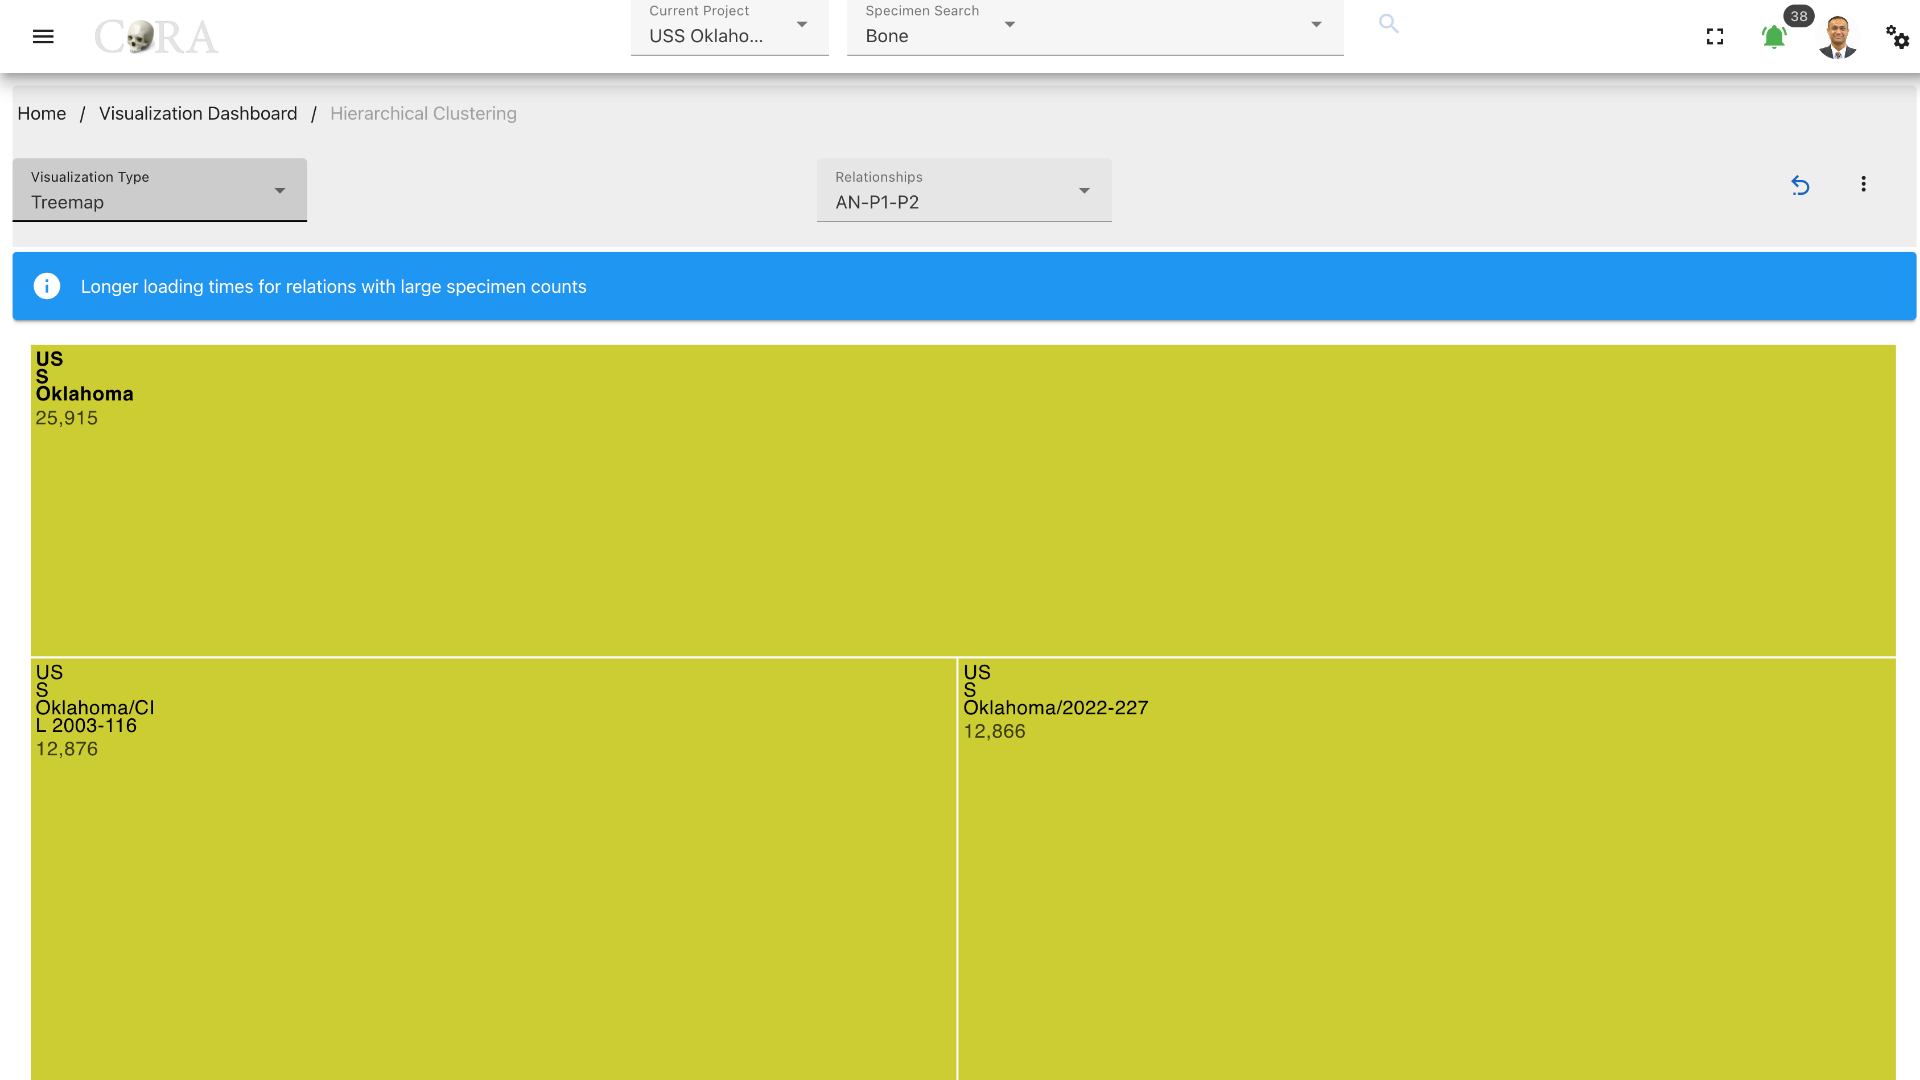 CORA
Current Project
USS Oklaho...
Specimen Search
Bone
38
Home / Visualization Dashboard / Hierarchical Clustering
Visualization Type
Treemap
Relationships
AN-P1-P2
Longer loading times for relations with large specimen counts
US
S
Oklahoma
25,915
US
S
Oklahoma/CI
L 2003-116
12,876
US
S
Oklahoma/2022-227
12,866